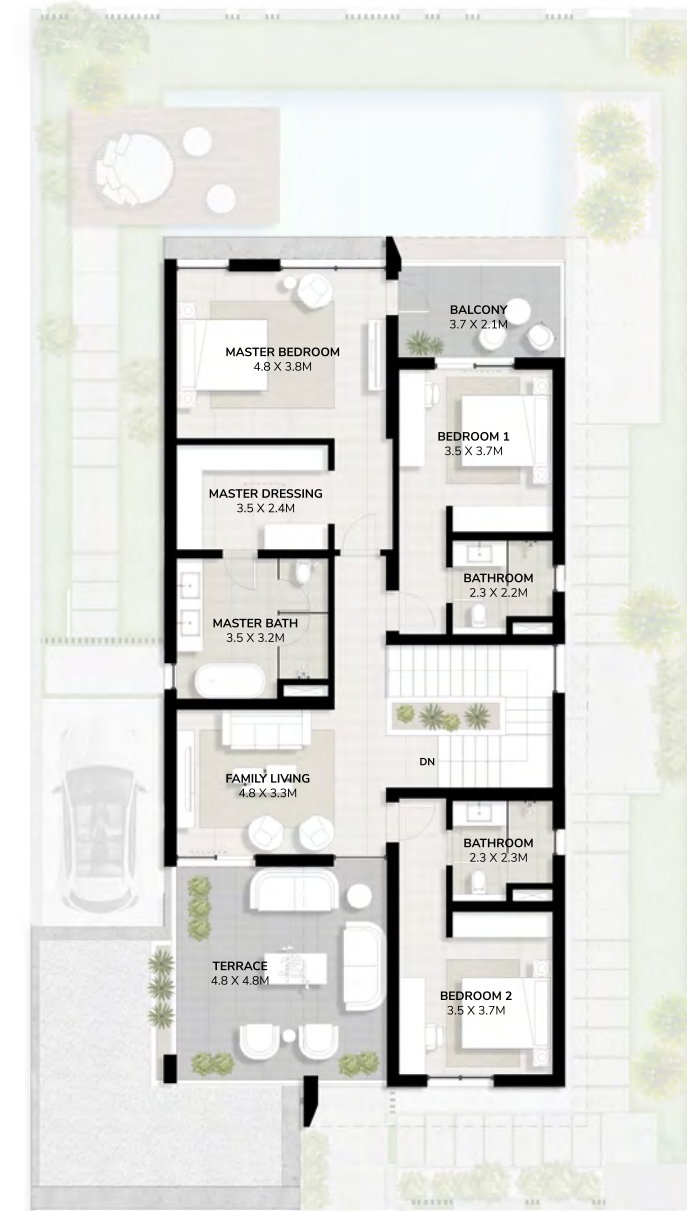 BALCONY
3.7 X 2.1M
MASTER BEDROOM
4.8 X 3.8M
BEDROOM 1
3.5 X 3.7M
MASTER DRESSING
3.5 X 2.4M
BATHROOM
2.3 X 2.2M
MASTER BATH
3.5 X 3.2M
DN
FAMILY LIVING
4.8 X 3.3M
BATHROOM
2.3 X 2.3M
TERRACE
4.8 X 4.8M
BEDROOM 2
3.5 X 3.7M